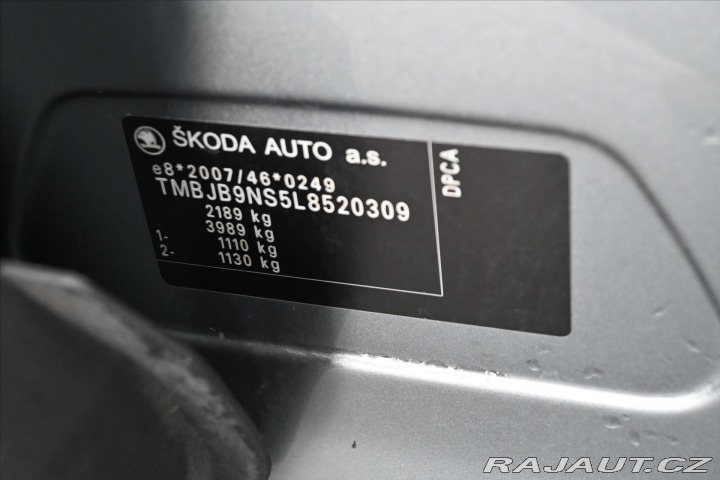 ŠKODA AUTO a.s.
e8*2007/46*0249
TMBJB9NS5L8520309
2189 kg
3989 kg
1- 1110 kg
2- 1130 kg
DPCA
RAJAUT.CZ